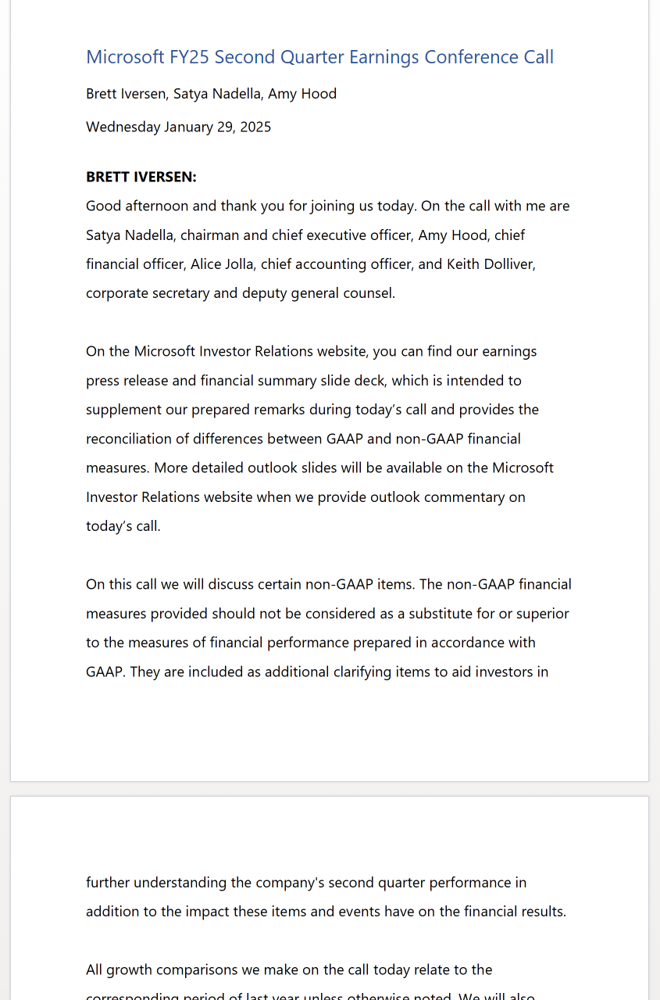 Microsoft FY25 Second Quarter Earnings Conference Call
Brett Iversen, Satya Nadella, Amy Hood
Wednesday January 29, 2025
BRETT IVERSEN:
Good afternoon and thank you for joining us today. On the call with me are
Satya Nadella, chairman and chief executive officer, Amy Hood, chief
financial officer, Alice Jolla, chief accounting officer, and Keith Dolliver,
corporate secretary and deputy general counsel.
On the Microsoft Investor Relations website, you can find our earnings
press release and financial summary slide deck, which is intended to
supplement our prepared remarks during today’s call and provides the
reconciliation of differences between GAAP and non-GAAP financial
measures. More detailed outlook slides will be available on the Microsoft
Investor Relations website when we provide outlook commentary on
today’s call.
On this call we will discuss certain non-GAAP items. The non-GAAP financial
measures provided should not be considered as a substitute for or superior
to the measures of financial performance prepared in accordance with
GAAP. They are included as additional clarifying items to aid investors in
further understanding the company's second quarter performance in
addition to the impact these items and events have on the financial results.
All growth comparisons we make on the call today relate to the
corresponding period of last year unless otherwise noted. We will also